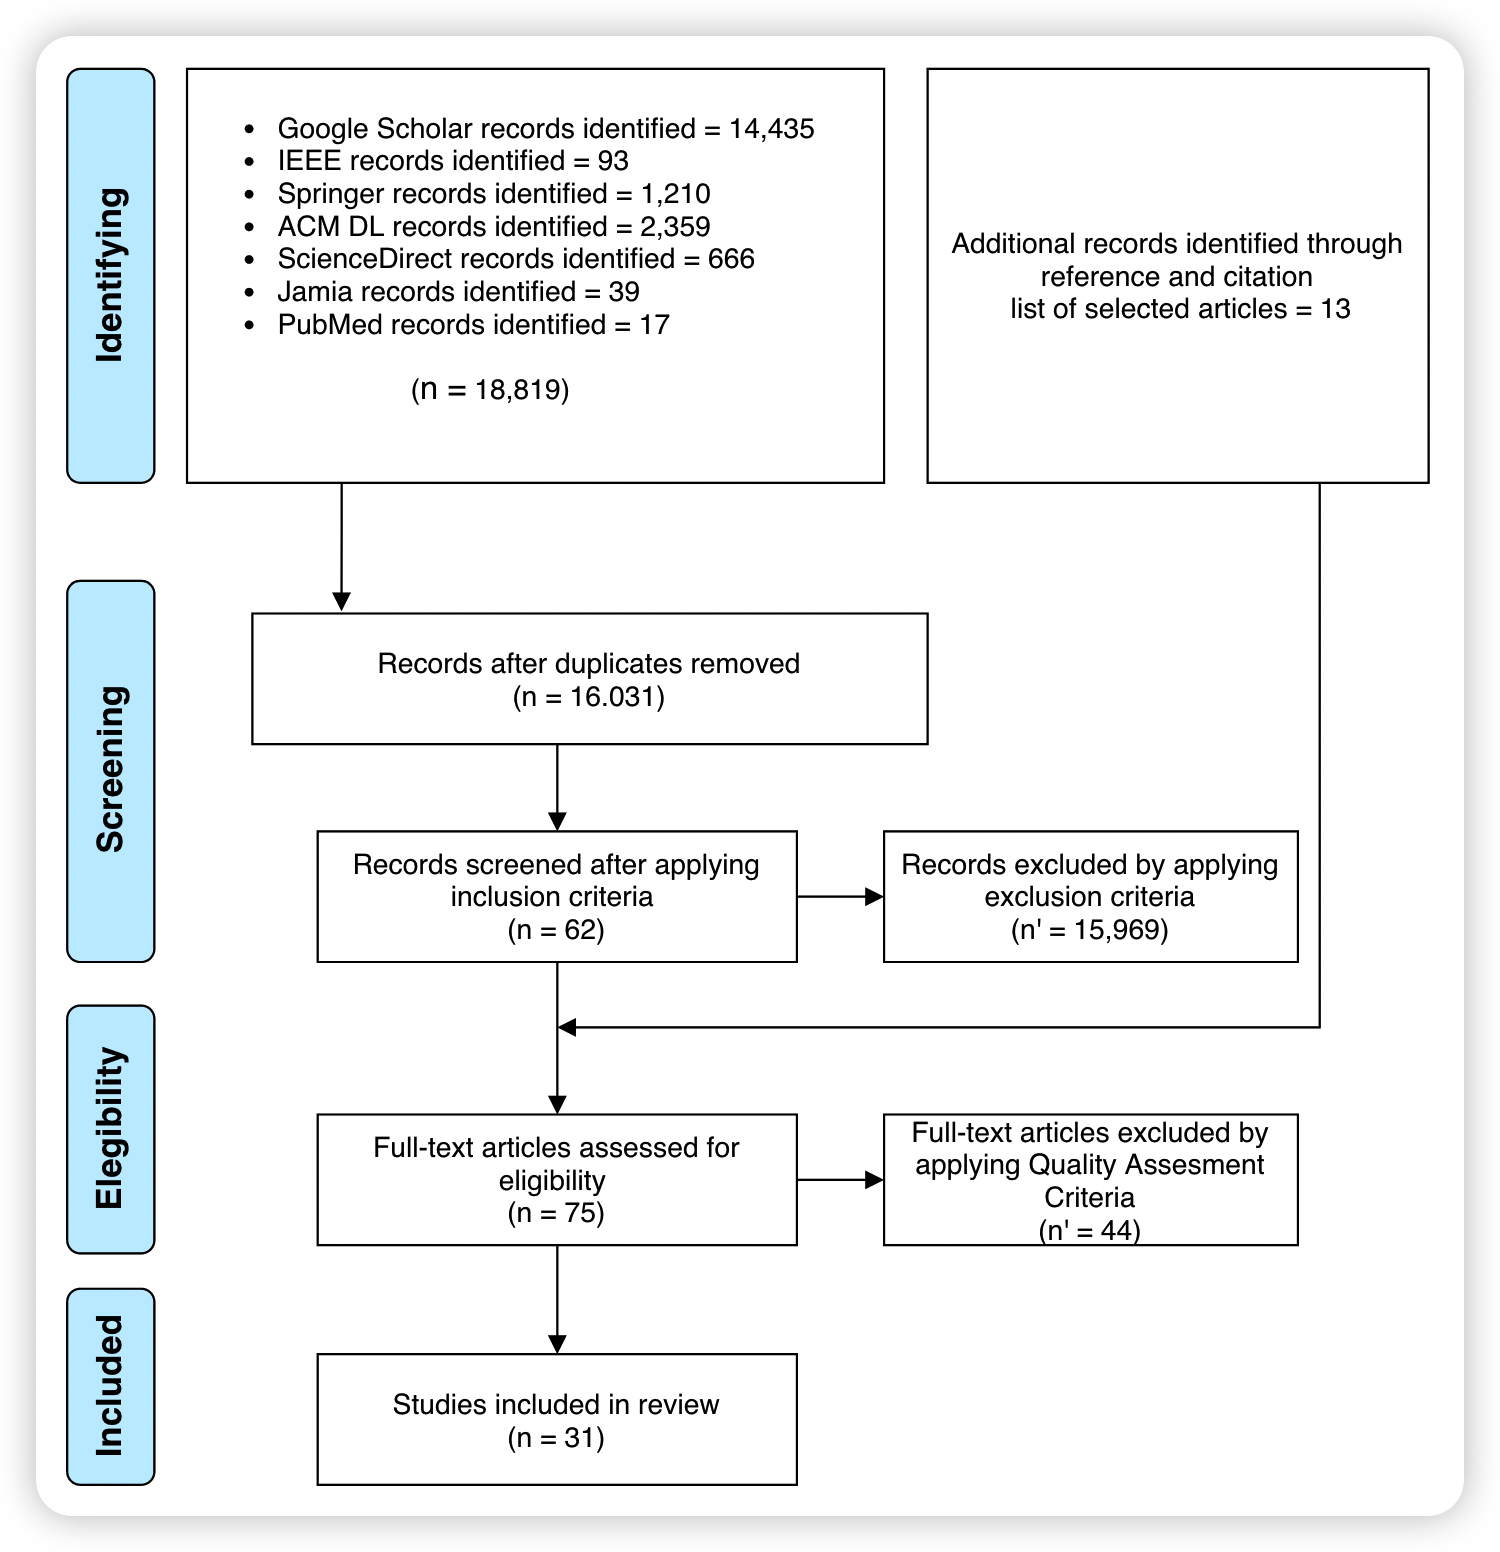 Identifying
• Google Scholar records identified = 14,435
• IEEE records identified = 93
• Springer records identified = 1,210
• ACM DL records identified = 2,359
• ScienceDirect records identified = 666
• Jamia records identified = 39
• PubMed records identified = 17
(n = 18,819)
Additional records identified through
reference and citation
list of selected articles = 13
Screening
Records after duplicates removed
(n = 16.031)
Records screened after applying
inclusion criteria
(n = 62)
Records excluded by applying
exclusion criteria
(n' = 15,969)
Elegibility
Full-text articles assessed for
eligibility
(n = 75)
Full-text articles excluded by
applying Quality Assesment
Criteria
(n' = 44)
Included
Studies included in review
(n = 31)